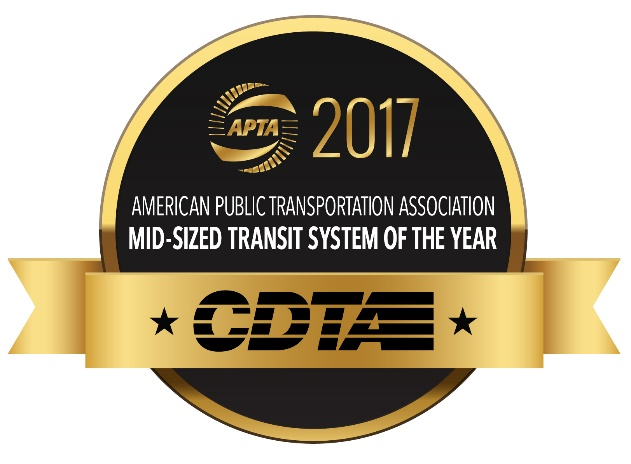 APTA 2017
AMERICAN PUBLIC TRANSPORTATION ASSOCIATION
MID-SIZED TRANSIT SYSTEM OF THE YEAR
CDTA